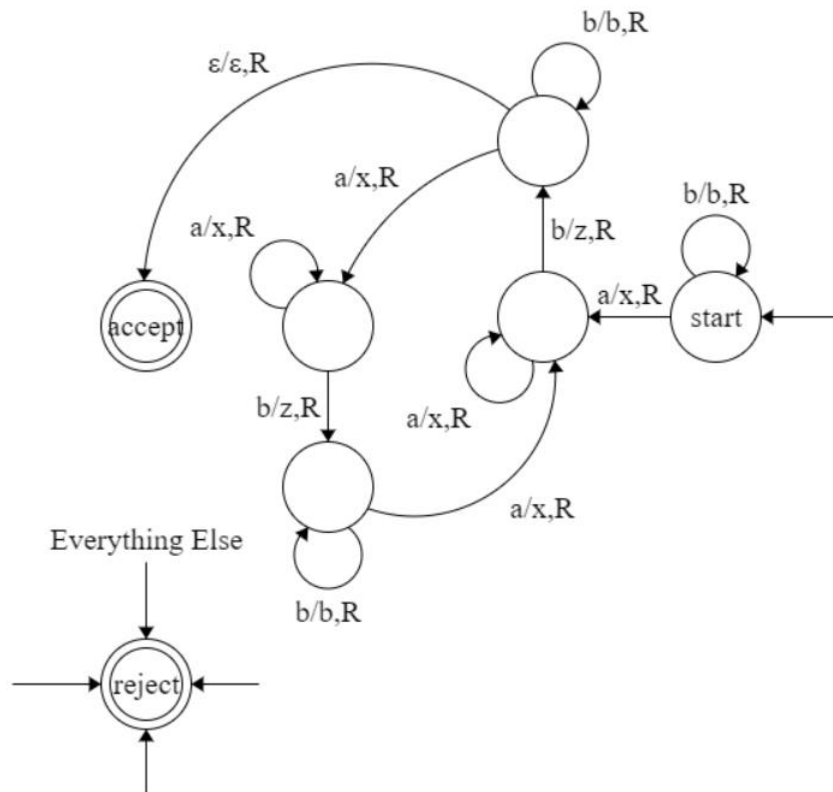 b/b,R
ε/ε,R
a/x,R
b/b,R
a/x,R
b/z,R
a/x,R
accept
start
b/z,R
a/x,R
a/x,R
Everything Else
b/b,R
reject